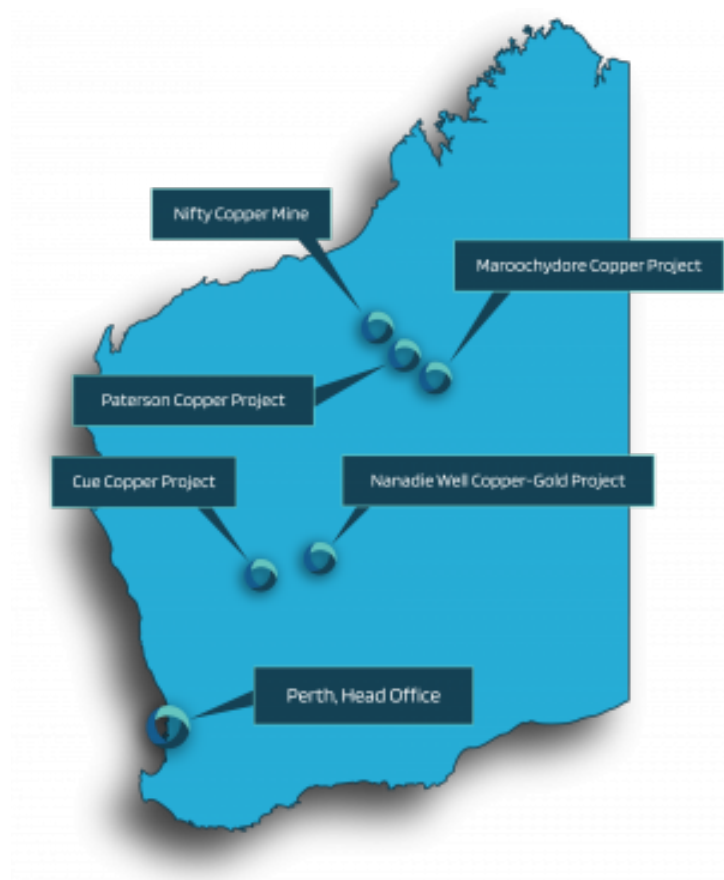 Nifty Copper Mine
Maroochydore Copper Project
Paterson Copper Project
Cue Copper Project
Nanadie Well Copper-Gold Project
Perth, Head Office